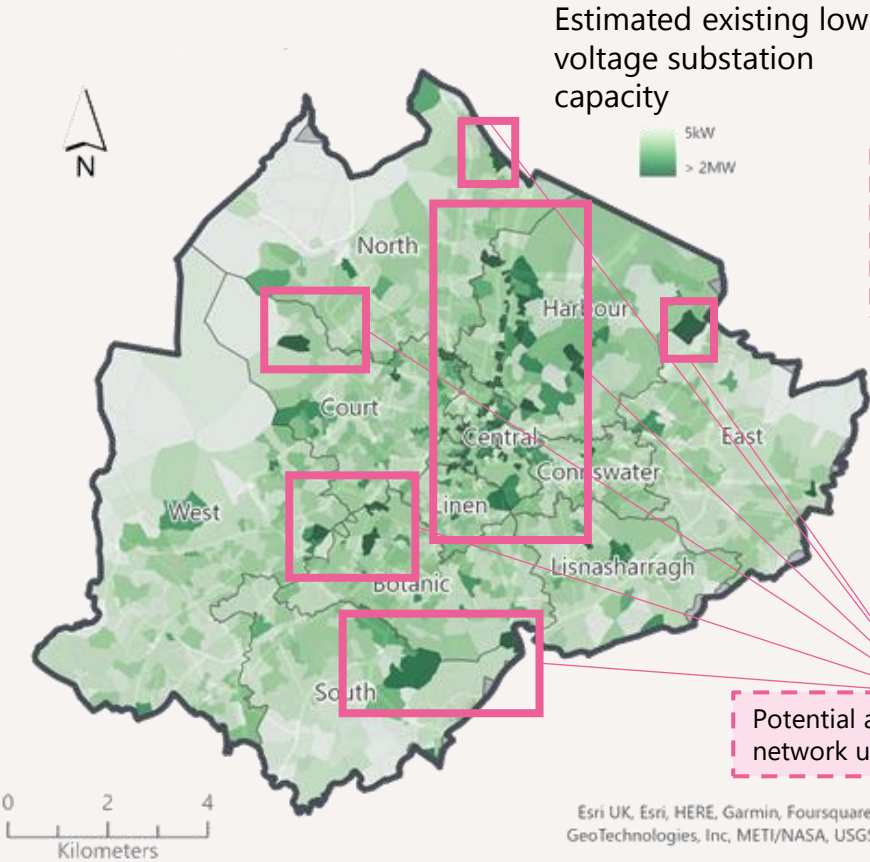 Estimated existing low
voltage substation
capacity
5kW
> 2MW
N
North
Harbour
Court
Central
East
Connswater
West
Linen
Lisnasharragh
Botanic
South
Potential a
network u
0 2 4
Kilometers
Esri UK, Esri, HERE, Garmin, Foursquare
GeoTechnologies, Inc, METI/NASA, USGS